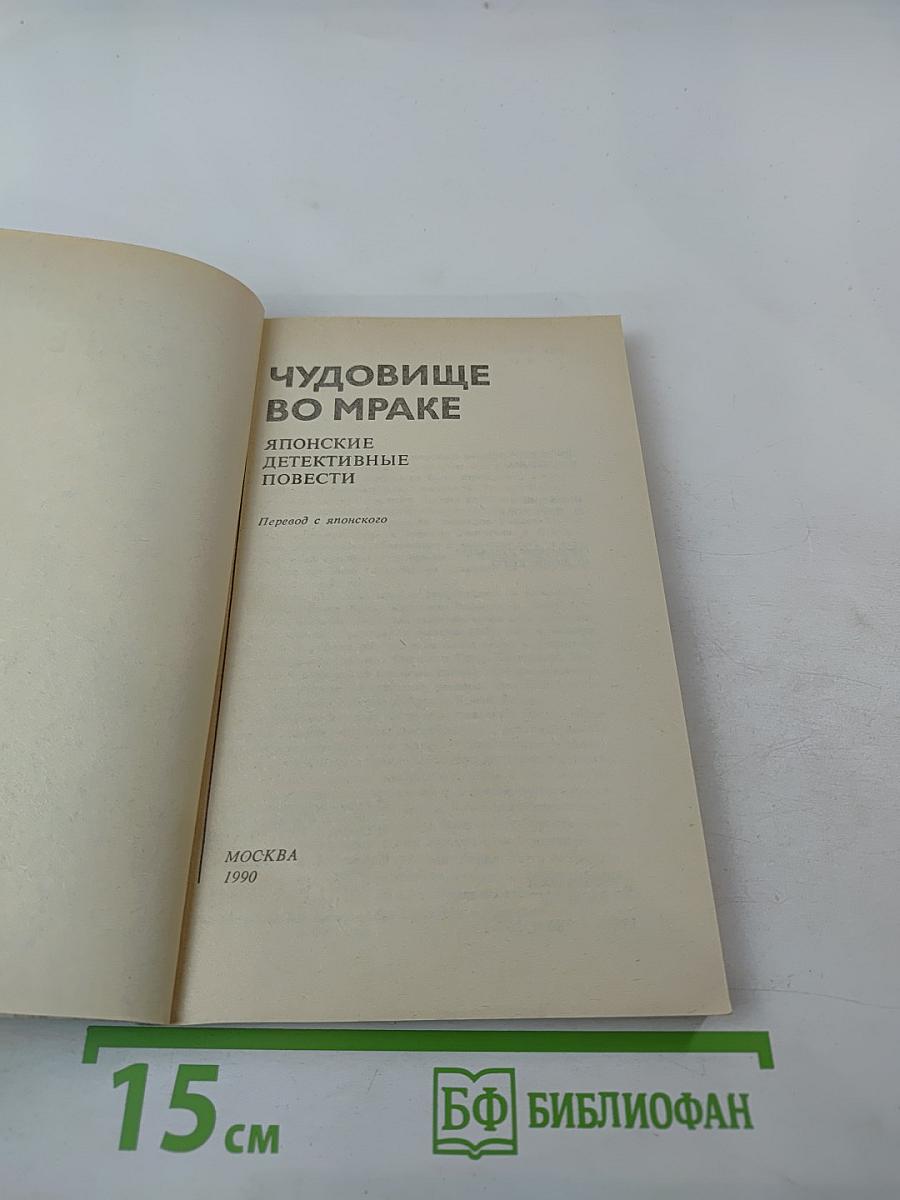 ЧУДОВИЩЕ
ВО МРАКЕ
ЯПОНСКИЕ
ДЕТЕКТИВНЫЕ
ПОВЕСТИ
Перевод с японского
МОСКВА
1990
15 см
БФ БИБЛИОФАН